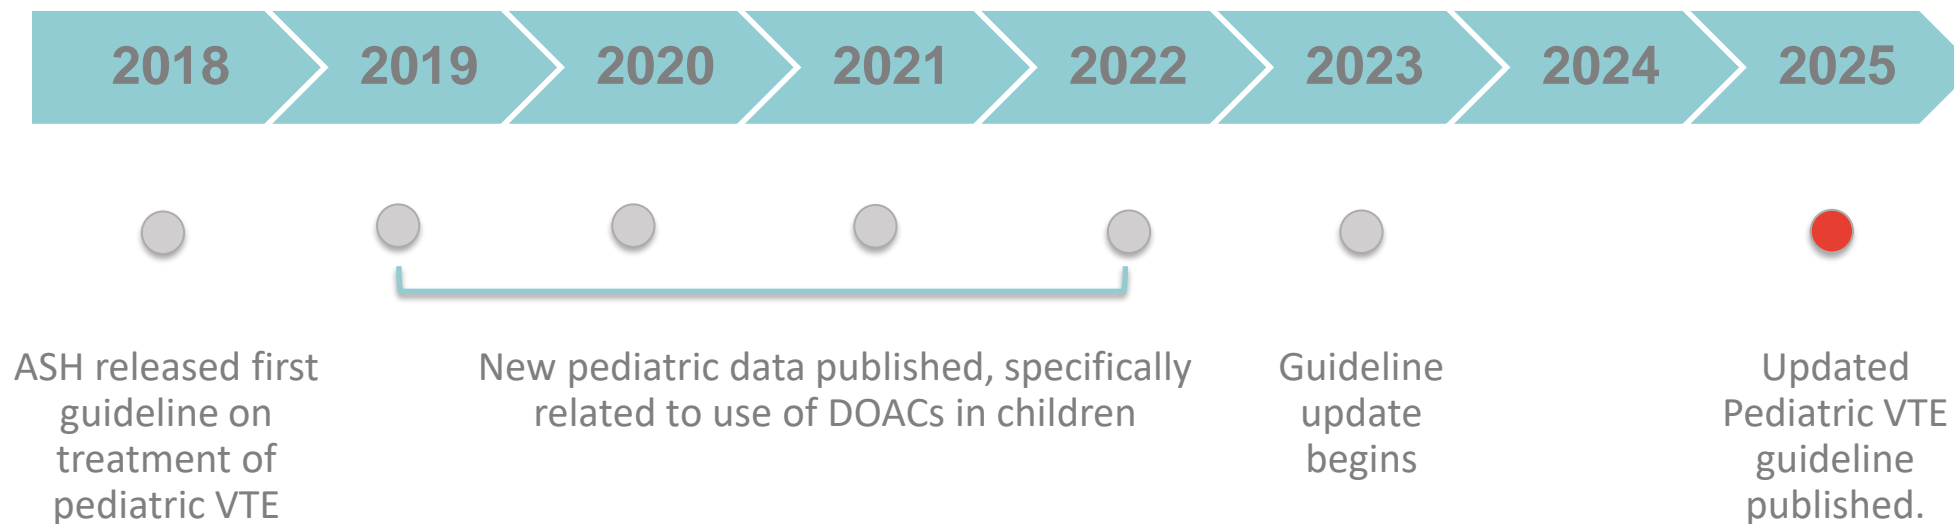 2018 2019 2020 2021 2022 2023 2024 2025
ASH released first
guideline on
treatment of
pediatric VTE
New pediatric data published, specifically
related to use of DOACs in children
Guideline
update
begins
Updated
Pediatric VTE
guideline
published.